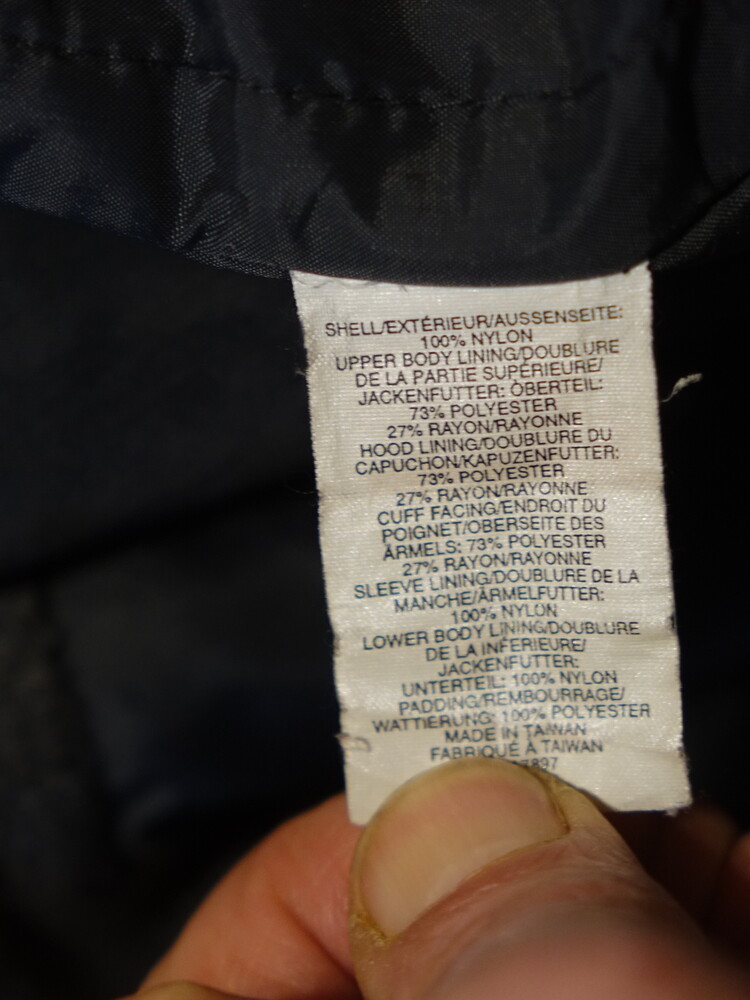 SHELL/EXTÉRIEUR/AUSSENSEITE:
100% NYLON
UPPER BODY LINING/DOUBLURE
DE LA PARTIE SUPÉRIEURE/
JACKENFUTTER: ÒBERTEIL:
73% POLYESTER
27% RAYON/RAYONNE
HOOD LINING/DOUBLURE DU
CAPUCHON/KAPUZENFUTTER:
73% POLYESTER
27% RAYON/RAYONNE
CUFF FACING/ENDROIT DU
POIGNET/OBERSEITE DES
ÄRMELS: 73% POLYESTER
27% RAYON/RAYONNE
SLEEVE LINING/DOUBLURE DE LA
MANCHE/ÄRMELFUTTER:
100% NYLON
LOWER BODY LINING/DOUBLURE
DE LA INFÉRIEURE/
JACKENFUTTER:
UNTERTEIL: 100% NYLON
PADDING/REMBOURRAGE/
WATTIERUNG: 100% POLYESTER
MADE IN TAIWAN
FABRIQUÉ À TAIWAN